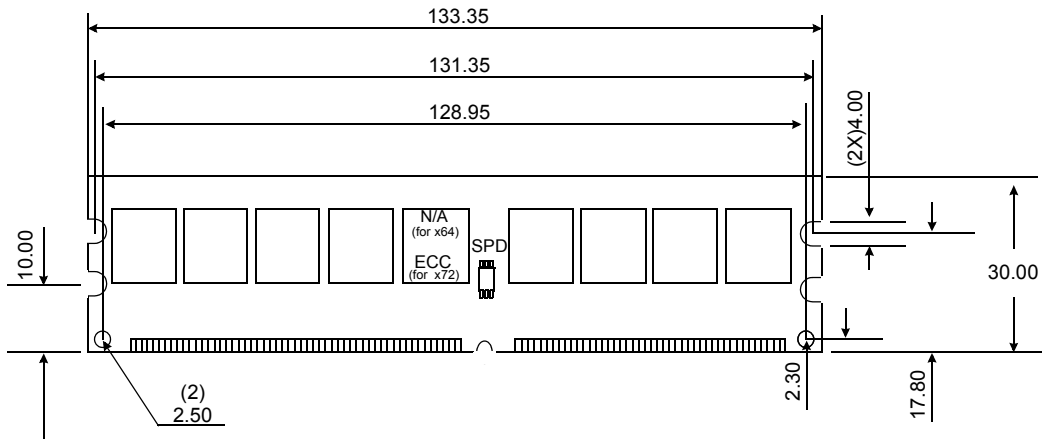 133.35
131.35
128.95
(2X)4.00
N/A
(for x64)
ECC
(for x72)
SPD
10.00
30.00
(2)
2.50
2.30
17.80